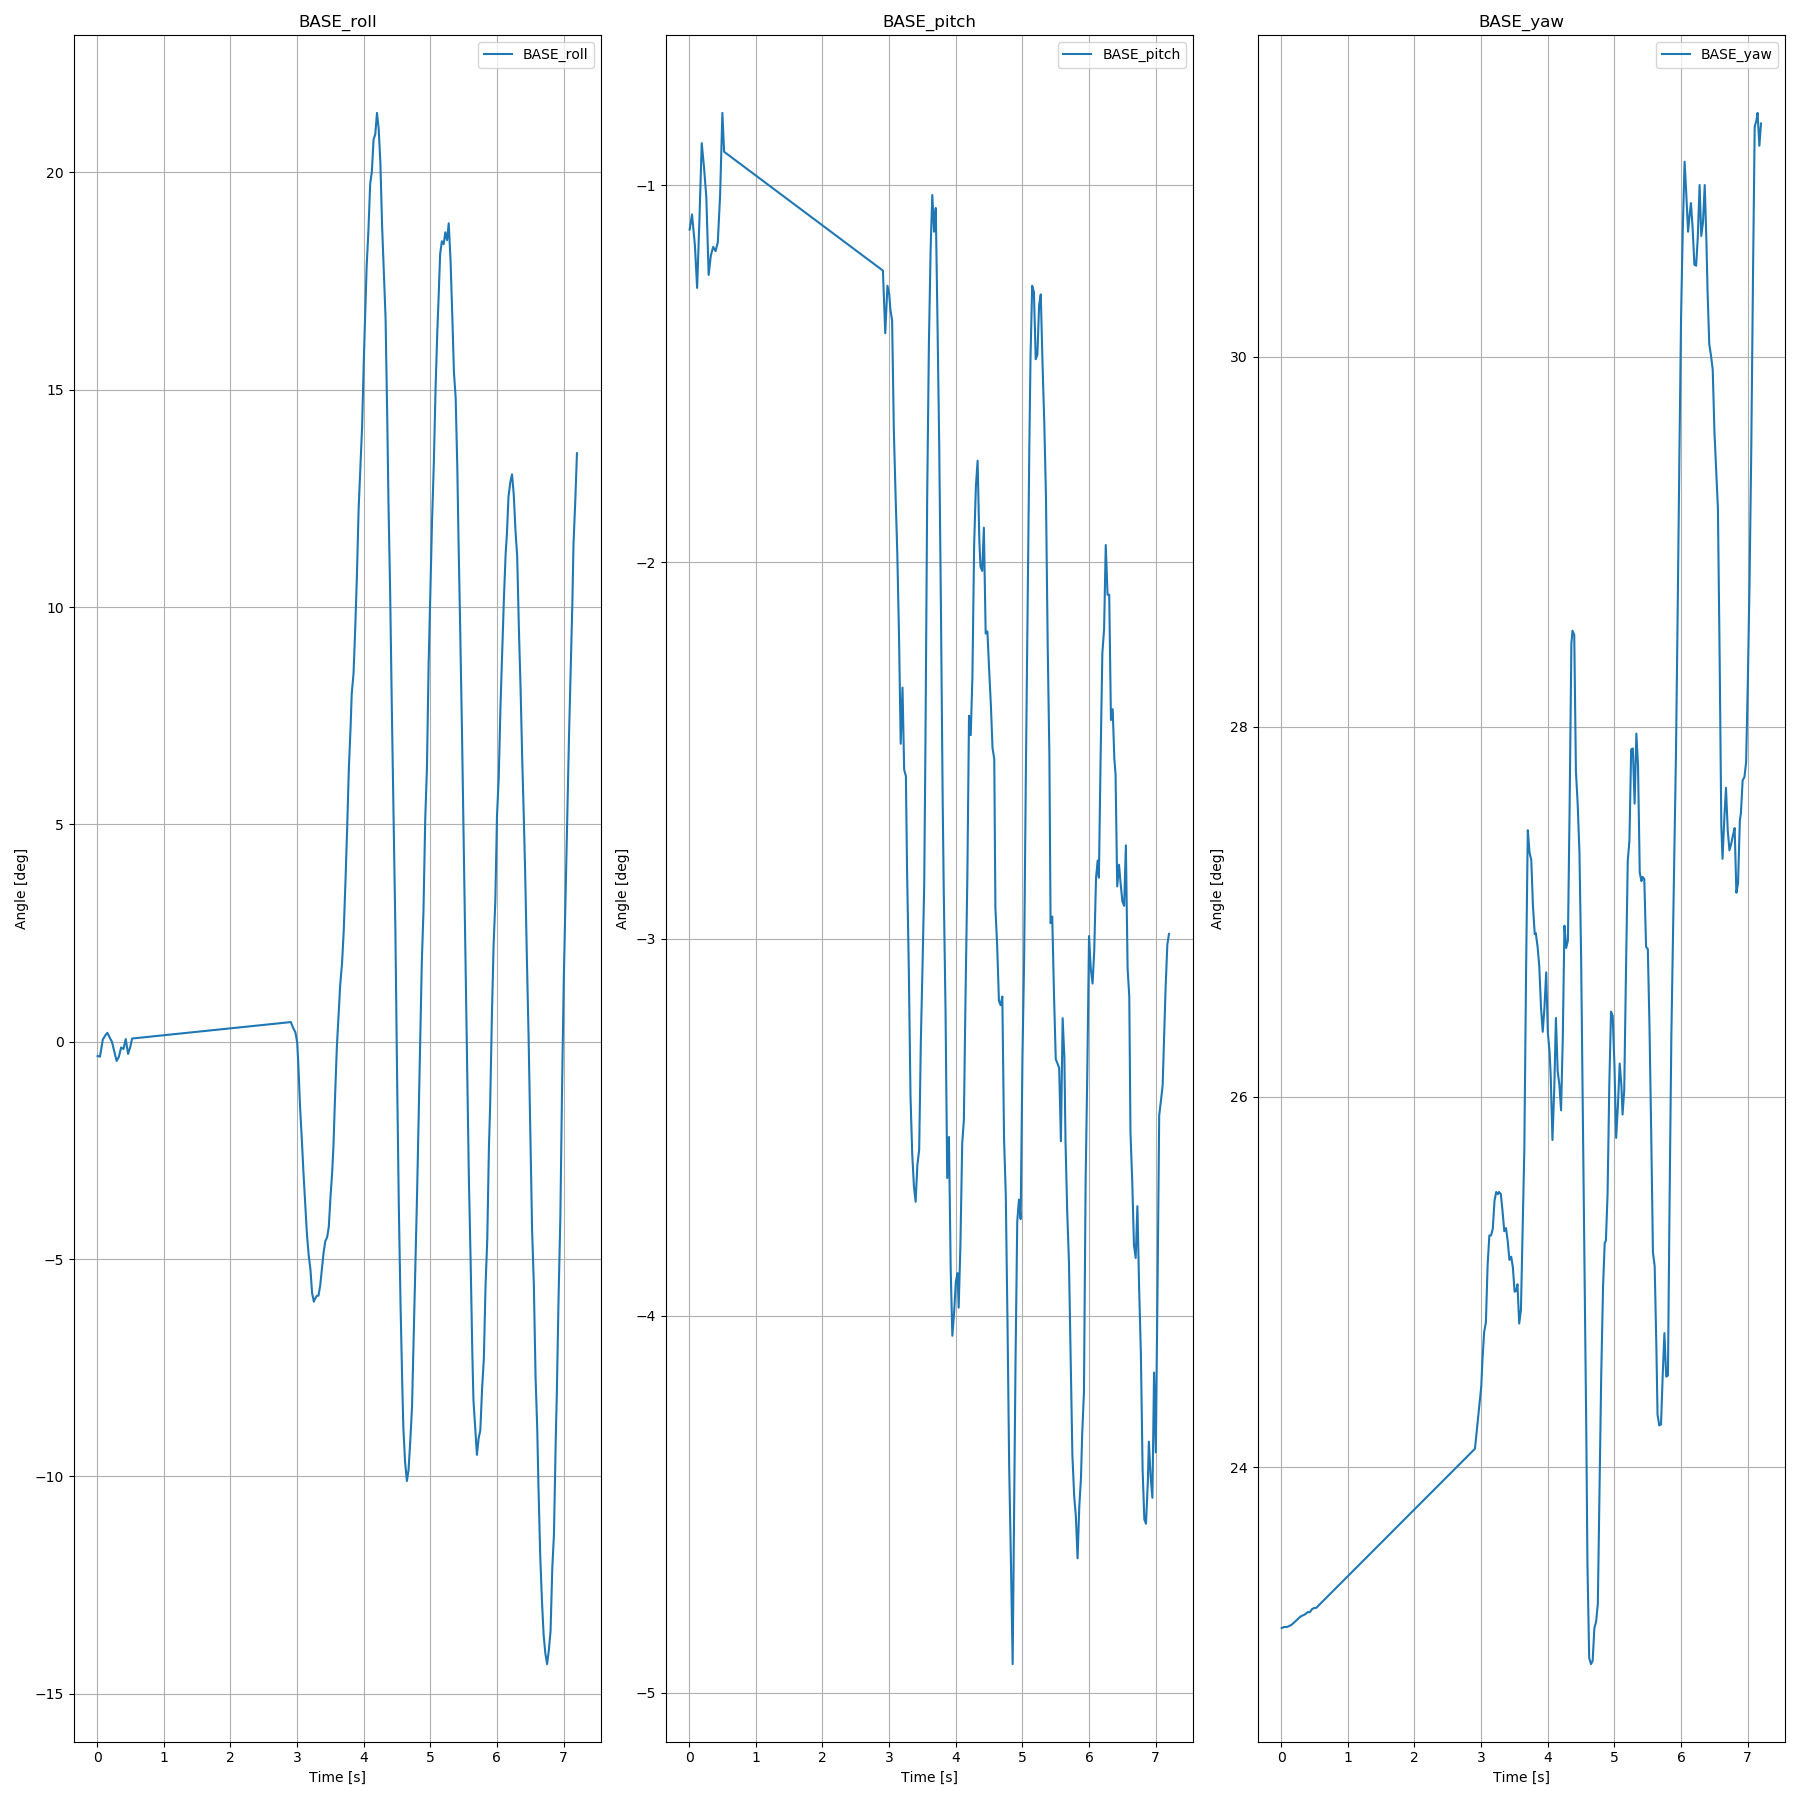 BASE_roll
BASE_roll
20
15
10
5
0
−5
−10
−15
Angle [deg]
0 1 2 3 4 5 6 7
Time [s]
BASE_pitch
BASE_pitch
−1
−2
−3
−4
−5
Angle [deg]
0 1 2 3 4 5 6 7
Time [s]
BASE_yaw
BASE_yaw
30
28
26
24
Angle [deg]
0 1 2 3 4 5 6 7
Time [s]